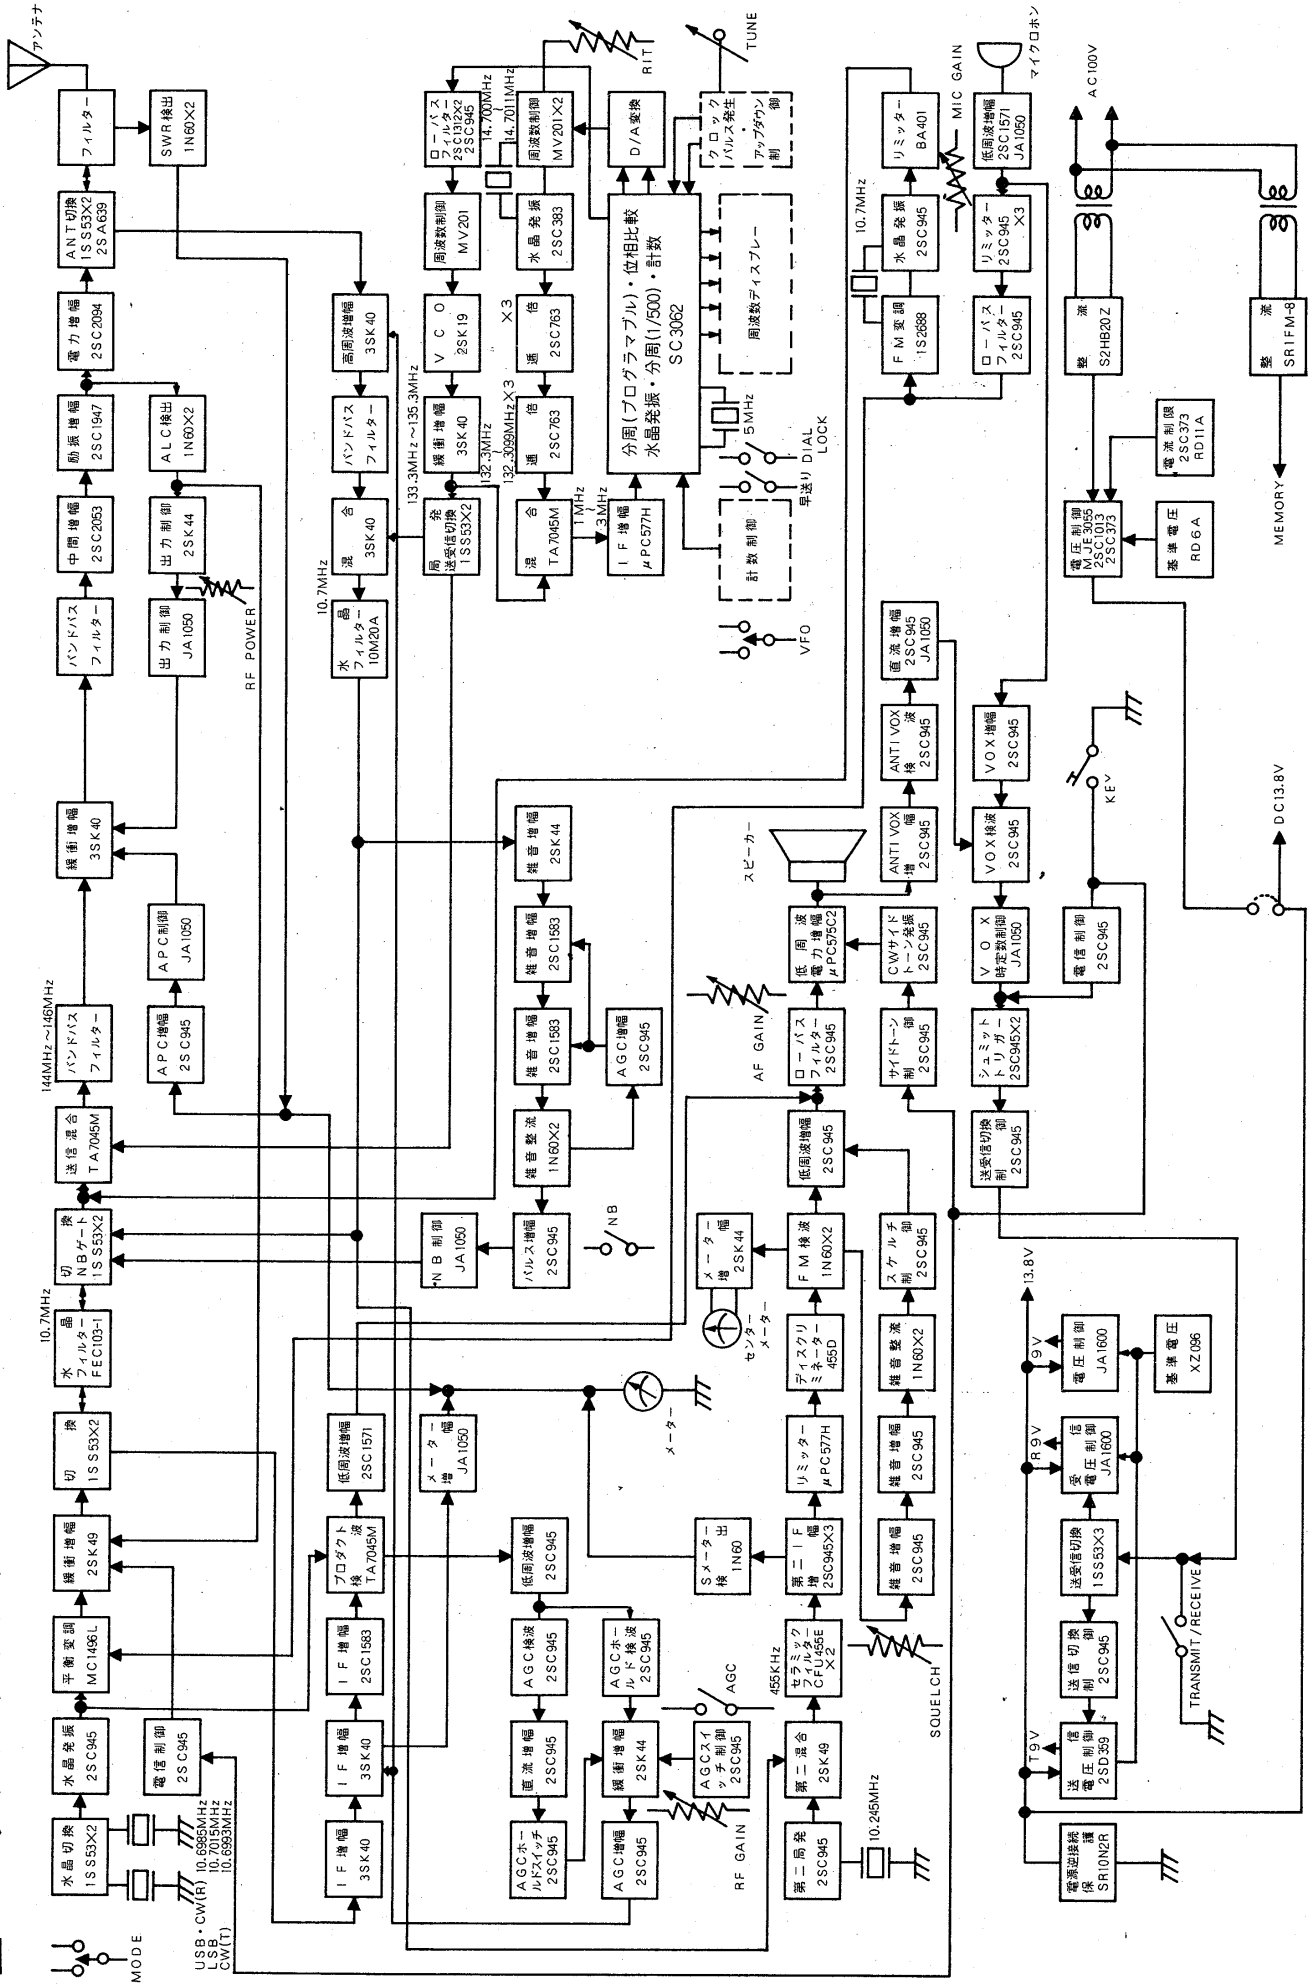 水晶切換
1SS53X2
水晶発振
2SC945
平衡変調
MC1496L
緩衝増幅
2SK49
切換
1SS53X2
10.7MHz
水晶
フィルター
FEC103-1
切換
NBゲート
1SS53X2
送信混合
TA7045M
144MHz～146MHz
バンドパス
フィルター
緩衝増幅
3SK40
バンドパス
フィルター
中間増幅
2SC2053
励振増幅
2SC1947
電力増幅
2SC2094
ANT切換
1SS53X2
2SA639
フィルター
アンテナ
MODE
USB・CW(R) 10.6985MHz
LSB 10.7015MHz
CW(T) 10.6993MHz
電信制御
2SC945
APC増幅
2SC945
APC制御
JA1050
出力制御
JA1050
RF POWER
出力制御
2SK44
ALC検出
1N60X2
SWR検出
1N60X2
IF増幅
3SK40
IF増幅
3SK40
IF増幅
2SC1583
プロダクト
検波
TA7045M
低周波増幅
2SC1571
10.7MHz
水晶
フィルター
10M20A
混合
3SK40
バンドパス
フィルター
高周波増幅
3SK40
メーター
増幅
JA1050
NB制御
JA1050
133.3MHz～135.3MHz
局発
送受信切換
1SS53X2
緩衝増幅
3SK40
VCO
2SK19
周波数制御
MV201
ローパス
フィルター
2SC1312X2
2SC945
14.700MHz
～
14.7011MHz
132.3MHz
～
132.3099MHz
X3
X3
AGCホー
ルドスイッチ
2SC945
直流増幅
2SC945
AGC検波
2SC945
低周波増幅
2SC945
パルス増幅
2SC945
雑音整流
1N60X2
雑音増幅
2SC1583
雑音増幅
2SC1583
雑音増幅
2SK44
混合
TA7045M
逓倍
2SC763
逓倍
2SC763
水晶発振
2SC383
周波数制御
MV201X2
RIT
1MHz
～
3MHz
AGC増幅
2SC945
緩衝増幅
2SK44
AGCホー
ルド検波
2SC945
NB
AGC増幅
2SC945
IF増幅
μPC577H
分周(プログラマブル)・位相比較
水晶発振・分周(1/500)・計数
SC3062
D/A変換
RF GAIN
AGCスイ
ッチ制御
2SC945
AGC
Sメーター
検出
1N60
メーター
センター
メーター
メーター
増幅
2SK44
AF GAIN
スピーカー
VFO
計数制御
早送り
DIAL
LOCK
5MHz
周波数ディスプレー
クロック
パルス発生
・
アップダウン
制御
TUNE
第二局発
2SC945
10.245MHz
第二混合
2SK49
455KHz
セラミック
フィルター
CFU455E
X2
第二IF
増幅
2SC945X3
リミッター
μPC577H
ディスクリ
ミネーター
455D
FM検波
1N60X2
低周波増幅
2SC945
ローパス
フィルター
2SC945
低周波
電力増幅
μPC575C2
SQUELCH
雑音増幅
2SC945
雑音増幅
2SC945
雑音整流
1N60X2
スケルチ
制御
2SC945
サイドトーン
制御
2SC945
CWサイド
トーン発振
2SC945
ANTI VOX
増幅
2SC945
ANTI VOX
検波
2SC945
直流増幅
2SC945
JA1050
FM変調
1S2688
10.7MHz
水晶発振
2SC945
リミッター
BA401
MIC GAIN
送受信切換
制御
2SC945
シュミット
トリガー
2SC945X2
VOX
時定数制御
JA1050
VOX検波
2SC945
VOX増幅
2SC945
ローパス
フィルター
2SC945
リミッター
2SC945
X3
低周波増幅
2SC1571
JA1050
マイクロホン
電信制御
2SC945
KEY
電源逆接続
保護
SR10N2R
T9V
送信
電圧制御
2SD359
送信切換
制御
2SC945
送受信切換
1SS53X3
R9V
受信
電圧制御
JA1600
9V
電圧制御
JA1600
13.8V
TRANSMIT/RECEIVE
基準電圧
XZ096
DC13.8V
電圧制御
MJE3055
2SC1013
2SC373
基準電圧
RD6A
電流制限
2SC373
RD11A
整流
S2HB20Z
AC100V
MEMORY
整流
SR1FM-8